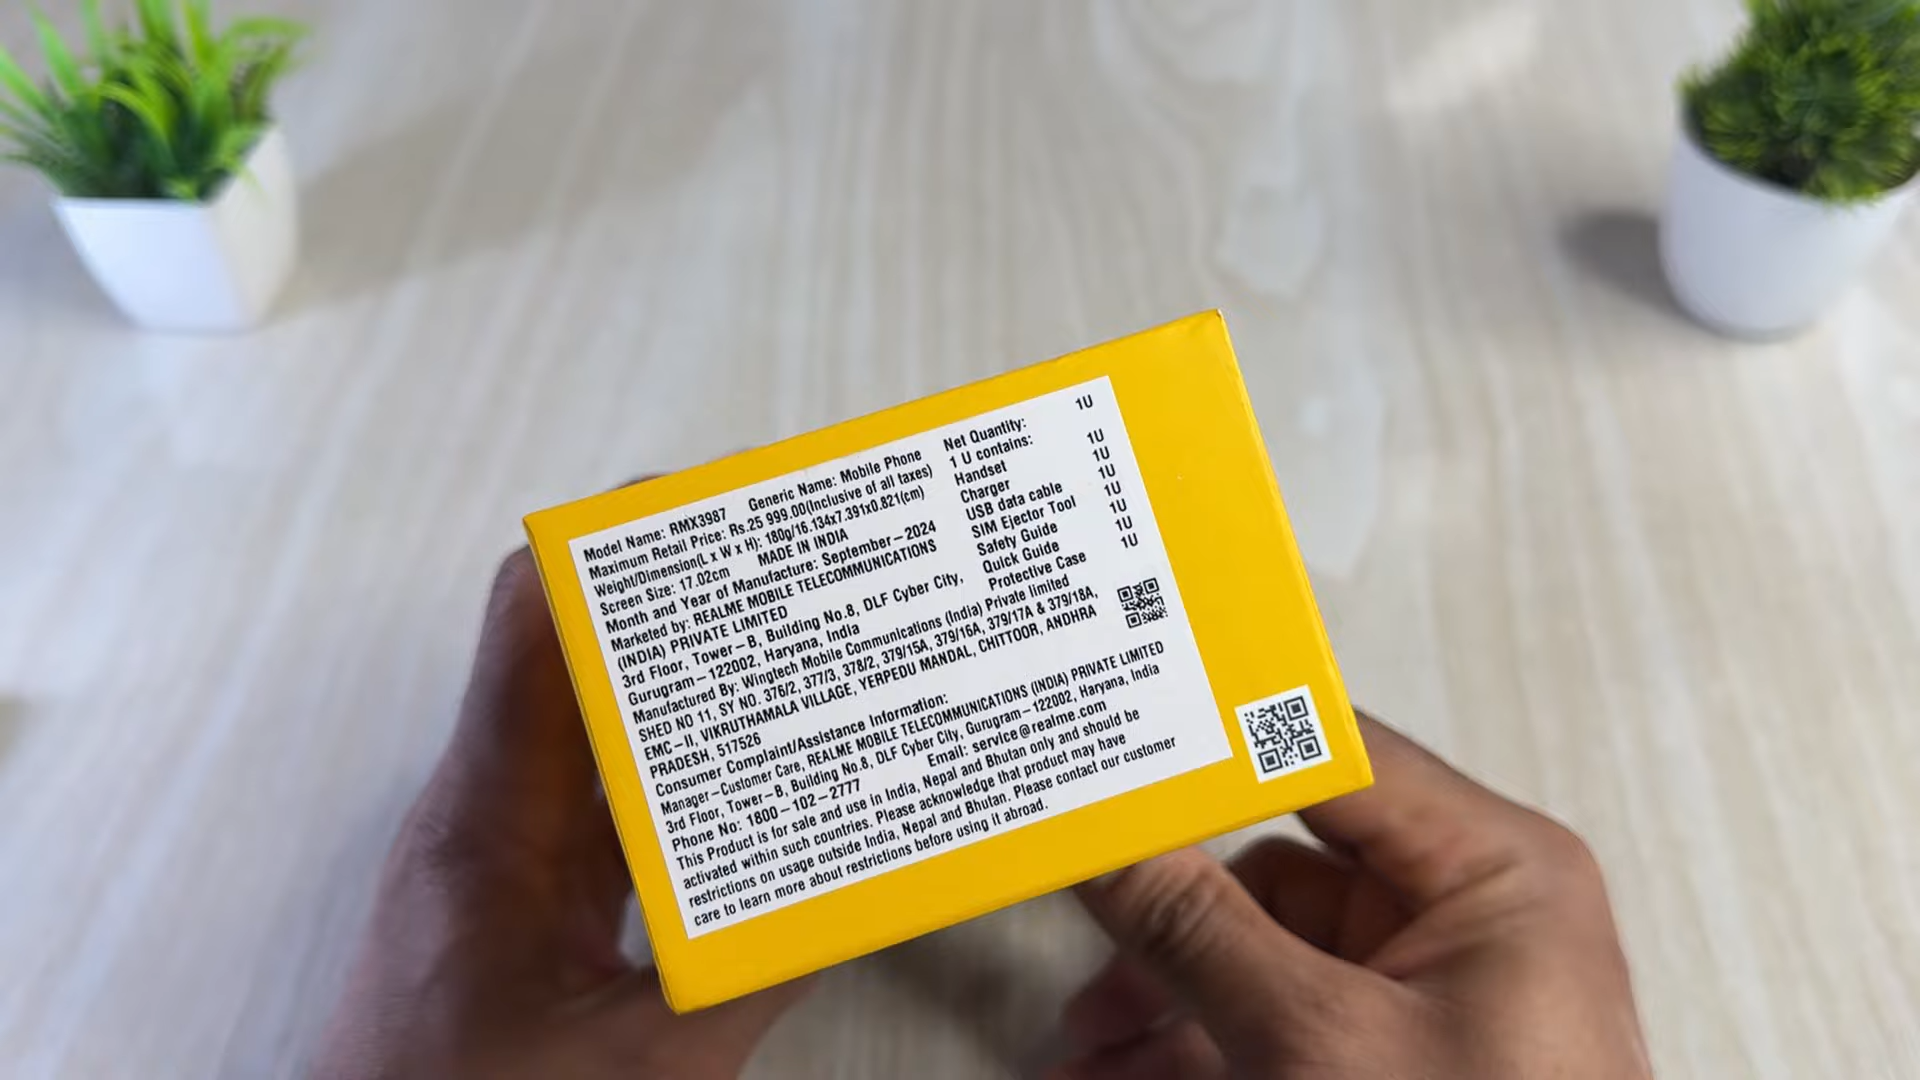 Model Name: RMX3987 Generic Name: Mobile Phone
Maximum Retail Price: Rs.25 999.00(Inclusive of all taxes)
Weight/Dimension(L x W x H): 180g/16.134x7.391x0.821(cm)
Screen Size: 17.02cm MADE IN INDIA
Month and Year of Manufacture: September-2024
Marketed by: REALME MOBILE TELECOMMUNICATIONS
(INDIA) PRIVATE LIMITED
3rd Floor, Tower-B, Building No.8, DLF Cyber City,
Gurugram-122002, Haryana, India
Manufactured By: Wingtech Mobile Communications (India) Private limited
SHED NO 11, SY NO. 376/2, 377/3, 378/2, 379/15A, 379/16A, 379/17A & 379/18A,
EMC-II, VIKRUTHAMALA VILLAGE, YERPEDU MANDAL, CHITTOOR, ANDHRA
PRADESH, 517526
Net Quantity: 1U
1 U contains:
Handset 1U
Charger 1U
USB data cable 1U
SIM Ejector Tool 1U
Safety Guide 1U
Quick Guide 1U
Protective Case 1U
Consumer Complaint/Assistance Information:
Manager-Customer Care, REALME MOBILE TELECOMMUNICATIONS (INDIA) PRIVATE LIMITED
3rd Floor, Tower-B, Building No.8, DLF Cyber City, Gurugram-122002, Haryana, India
Phone No: 1800-102-2777 Email: service@realme.com
This Product is for sale and use in India, Nepal and Bhutan only and should be
activated within such countries. Please acknowledge that product may have
restrictions on usage outside India, Nepal and Bhutan. Please contact our customer
care to learn more about restrictions before using it abroad.